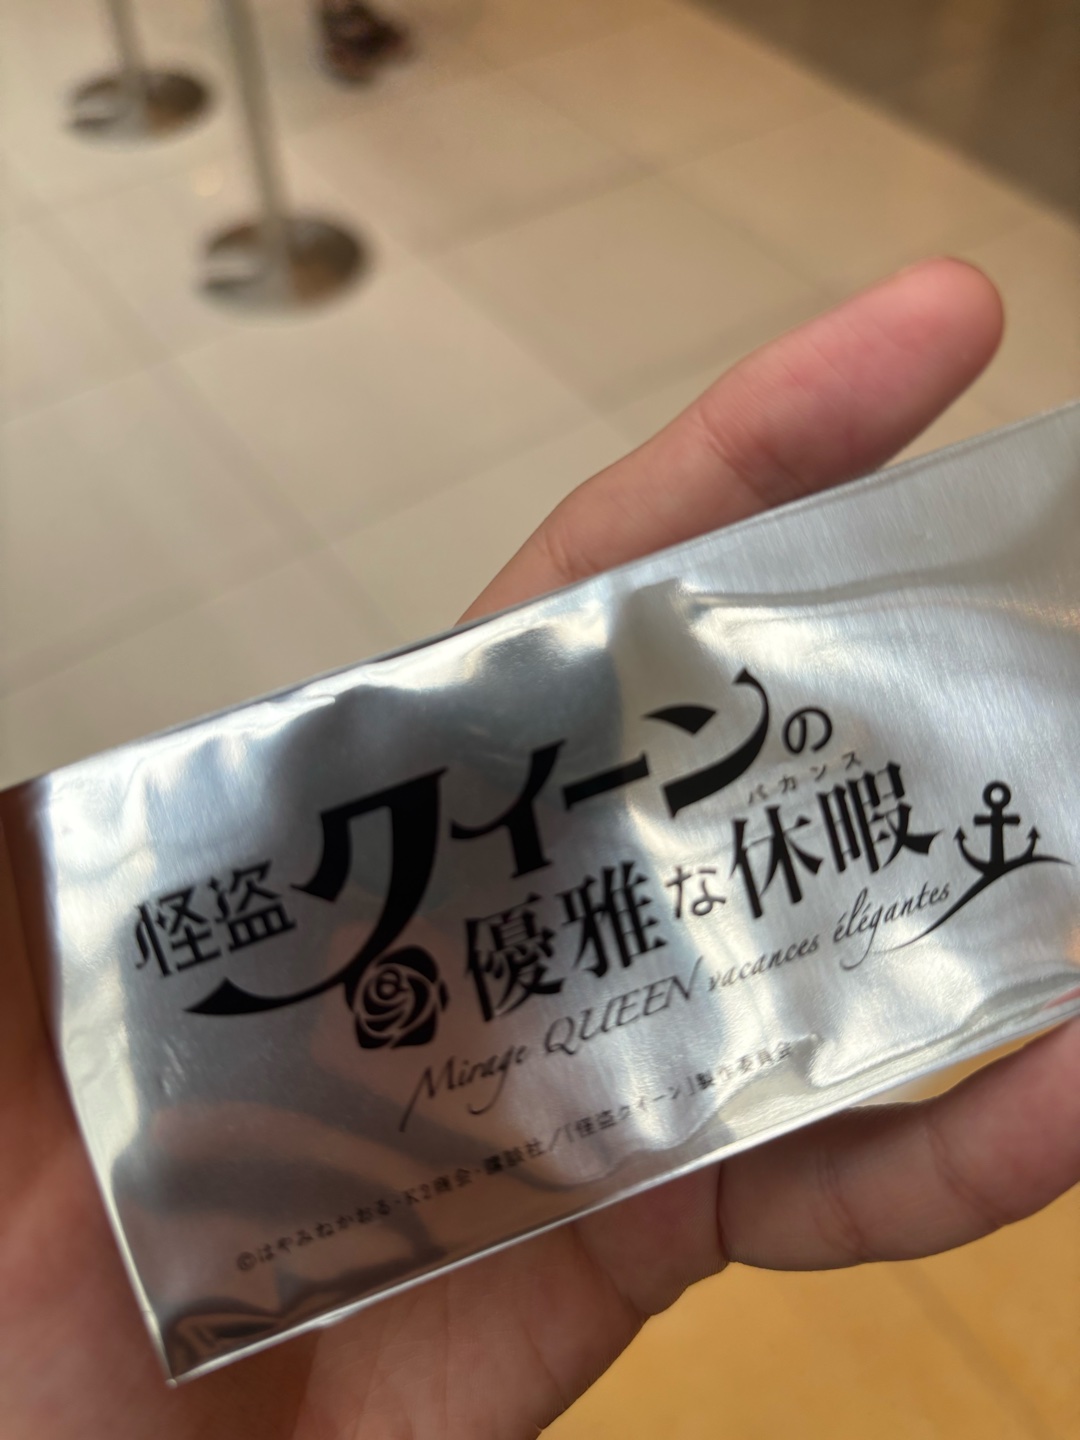 怪盗クイーンの
バカンス
優雅な休暇
Mirage QUEEN vacances élégantes
©はやみねかおる・K2商会・講談社／「怪盗クイーン」製作委員会